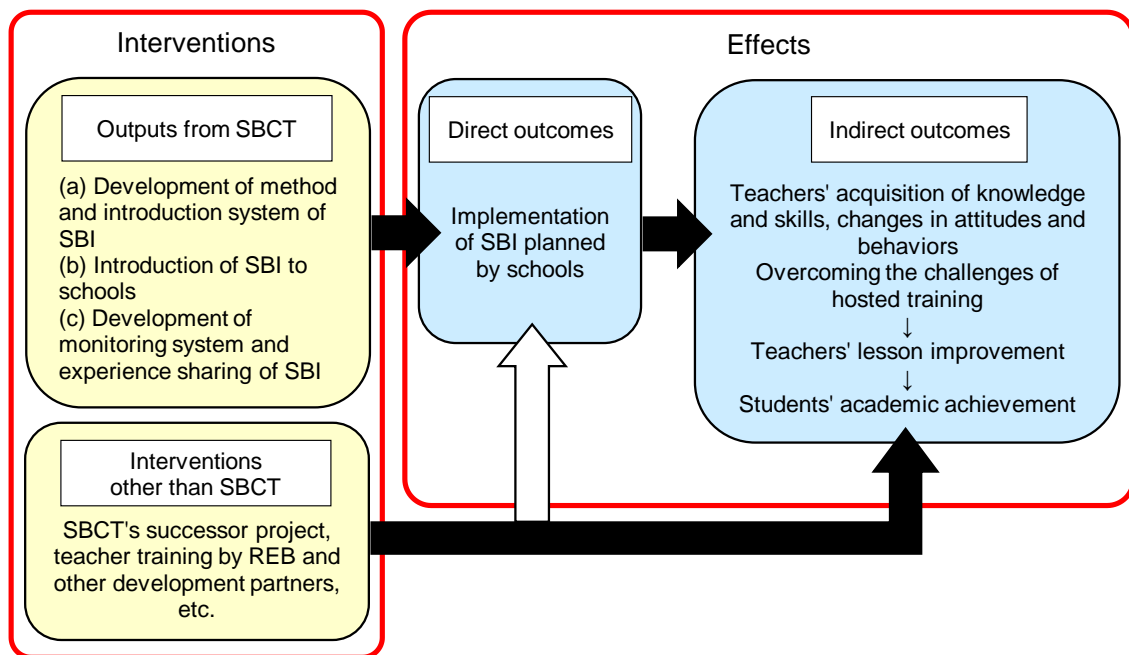 Interventions
Outputs from SBCT
(a) Development of method
and introduction system of
SBI
(b) Introduction of SBI to
schools
(c) Development of
monitoring system and
experience sharing of SBI
Interventions
other than SBCT
SBCT's successor project,
teacher training by REB and
other development partners,
etc.
Effects
Direct outcomes
Implementation
of SBI planned
by schools
Indirect outcomes
Teachers' acquisition of knowledge
and skills, changes in attitudes and
behaviors
Overcoming the challenges of
hosted training
↓
Teachers' lesson improvement
↓
Students' academic achievement